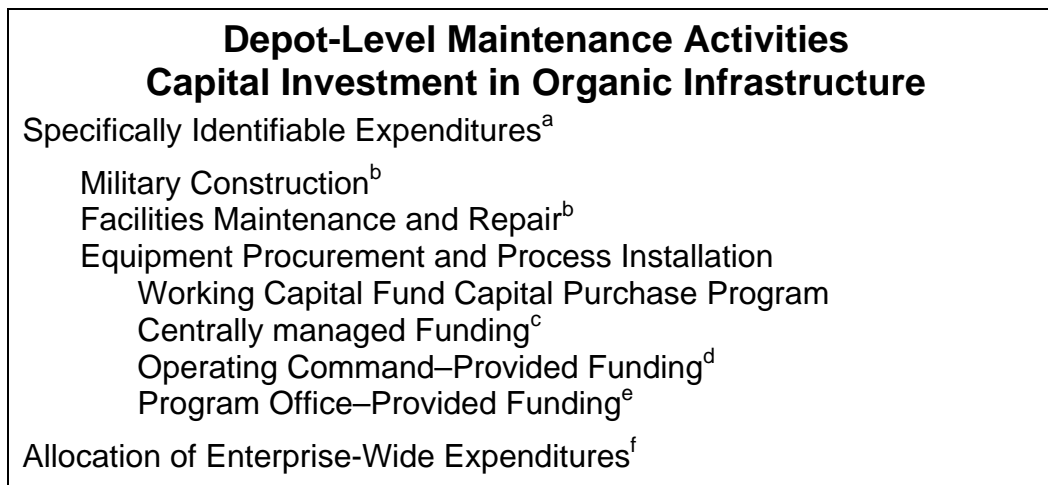 Depot-Level Maintenance Activities
Capital Investment in Organic Infrastructure
Specifically Identifiable Expendituresᵃ
Military Constructionᵇ
Facilities Maintenance and Repairᵇ
Equipment Procurement and Process Installation
Working Capital Fund Capital Purchase Program
Centrally managed Fundingᶜ
Operating Command–Provided Fundingᵈ
Program Office–Provided Fundingᵉ
Allocation of Enterprise-Wide Expendituresᶠ